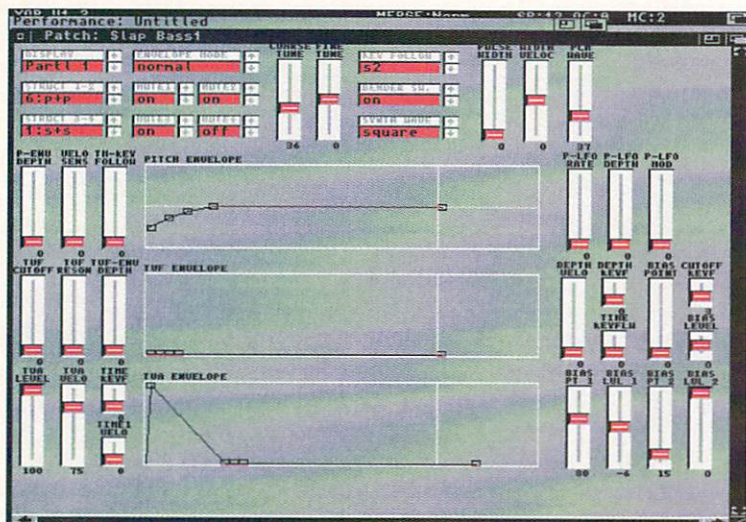 MERGE:Norm MC:2
Performance: Untitled
Patch: Slap Bass1
DISPLAY ENVELOPE MODE COARSE TUNE FINE TUNE KEY FOLLOW PULSE WIDTH WIDTH VELOC PCM WAVE
Partl 1 normal s2
STRUCT 1-2 MUTE1 MUTE2 BENDER SW.
6:p+p on on on
STRUCT 3-4 MUTE3 MUTE4 SYNTH WAVE
1:s+s on off square
36 0 0 0 37
P-ENV DEPTH VELO SENS TM-KEY FOLLOW PITCH ENVELOPE P-LFO RATE P-LFO DEPTH P-LFO MOD
0 0 0 0 0 0
TVF CUTOFF TVF RESON TVF-ENV DEPTH TVF ENVELOPE DEPTH VELO DEPTH KEYF BIAS POINT CUTOFF KEYF
0 3
TIME KEYFLW BIAS LEVEL
0 0 0 0 0 0 0
TVA LEVEL TVA VELO TIME KEYF TVA ENVELOPE BIAS PT 1 BIAS LVL 1 BIAS PT 2 BIAS LVL 2
0
TIME1 VELO
100 75 0 80 -6 15 0